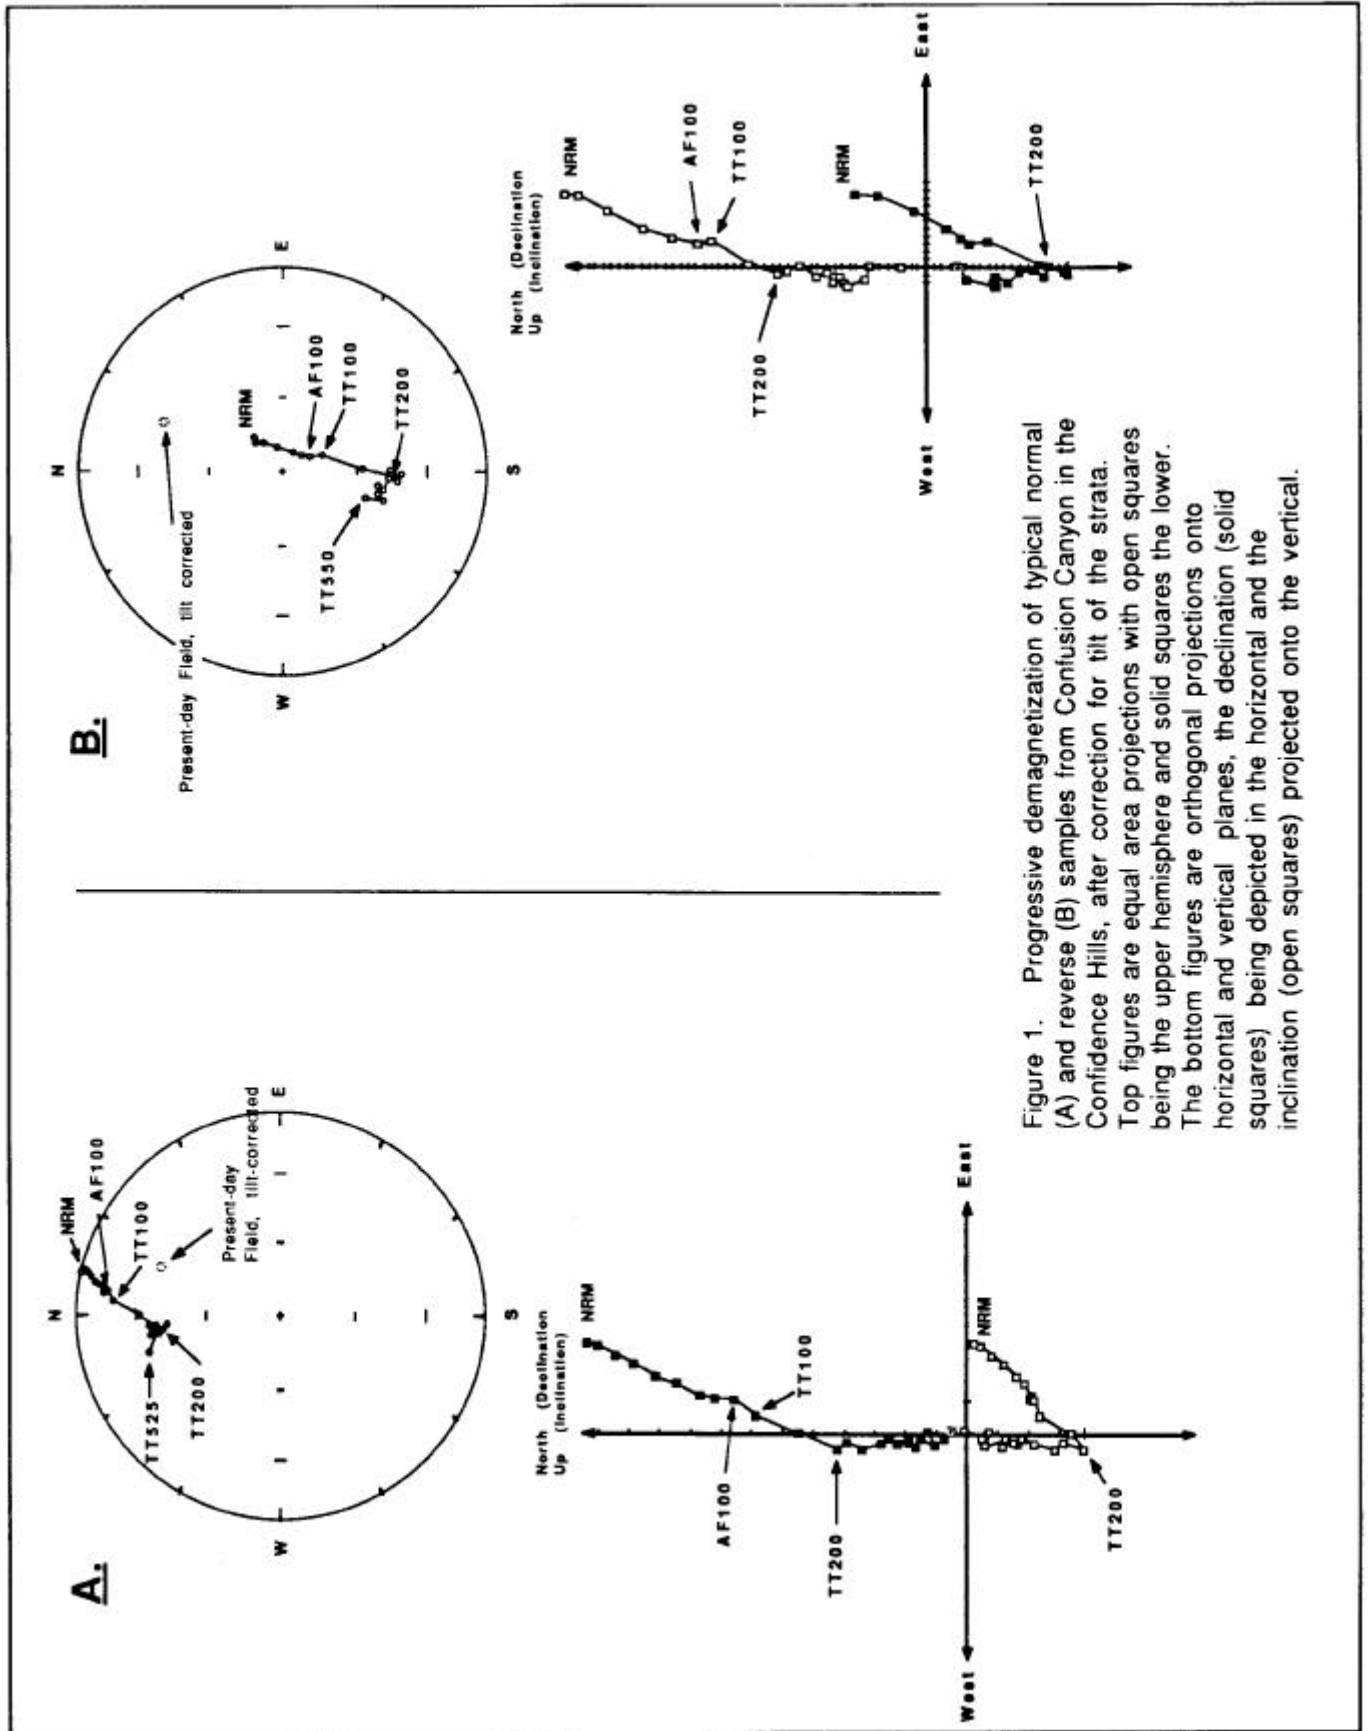 A.
N
E
S
W
NRM
AF100
TT100
TT525
TT200
Present-day
Field, tilt-corrected
North (Declination
Up (Inclination)
NRM
AF100
TT100
TT200
West
East
NRM
TT200
B.
N
E
S
W
Present-day Field, tilt corrected
NRM
AF100
TT100
TT200
TT550
North (Declination
Up (Inclination)
NRM
AF100
TT100
TT200
NRM
West
East
TT200
Figure 1. Progressive demagnetization of typical normal
(A) and reverse (B) samples from Confusion Canyon in the
Confidence Hills, after correction for tilt of the strata.
Top figures are equal area projections with open squares
being the upper hemisphere and solid squares the lower.
The bottom figures are orthogonal projections onto
horizontal and vertical planes, the declination (solid
squares) being depicted in the horizontal and the
inclination (open squares) projected onto the vertical.